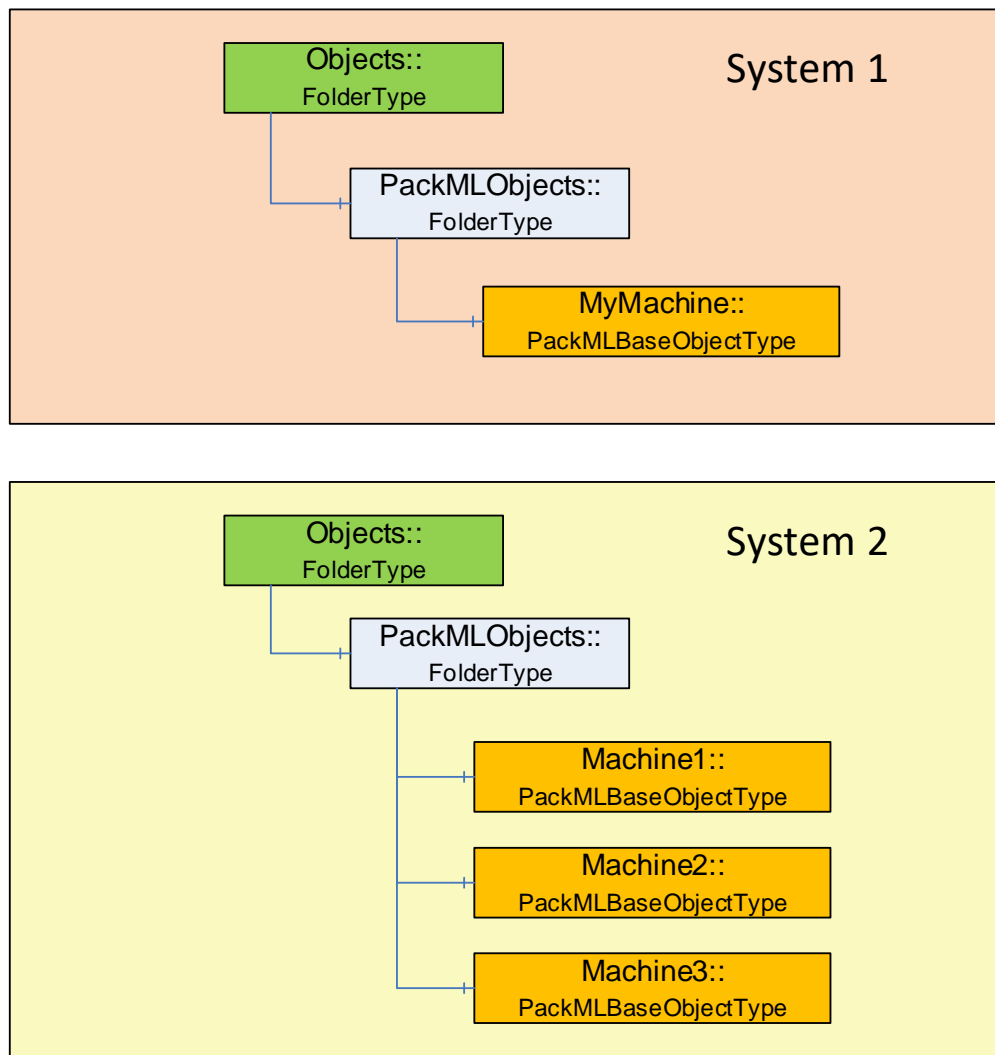 System 1
Objects::
FolderType
PackMLObjects::
FolderType
MyMachine::
PackMLBaseObjectType
System 2
Objects::
FolderType
PackMLObjects::
FolderType
Machine1::
PackMLBaseObjectType
Machine2::
PackMLBaseObjectType
Machine3::
PackMLBaseObjectType